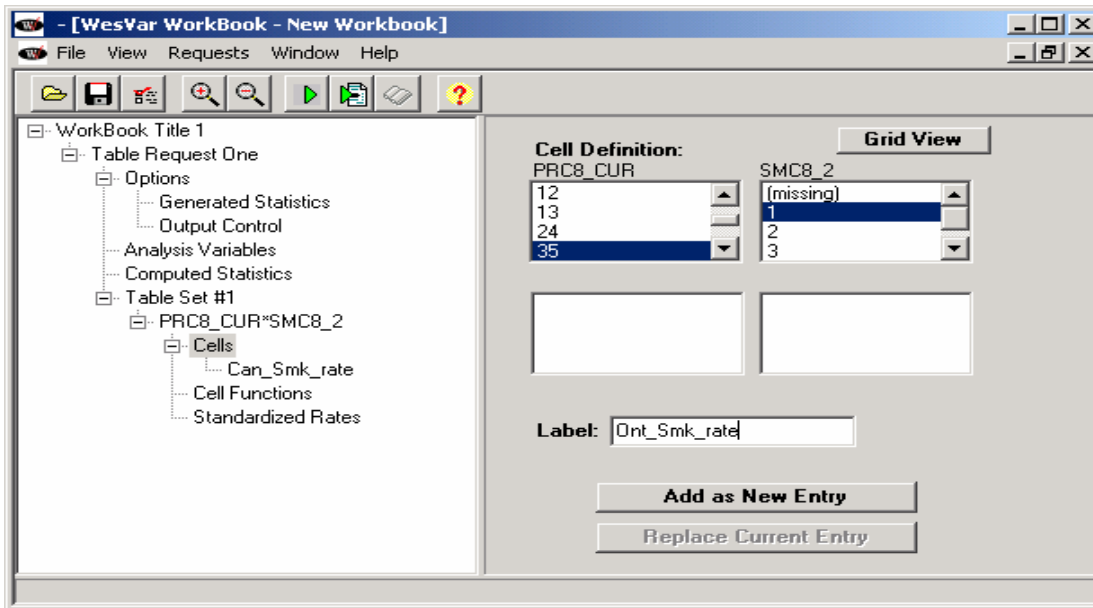 - [WesVar WorkBook - New Workbook]
File View Requests Window Help
WorkBook Title 1
Table Request One
Options
Generated Statistics
Output Control
Analysis Variables
Computed Statistics
Table Set #1
PRC8_CUR*SMC8_2
Cells
Can_Smk_rate
Cell Functions
Standardized Rates
Grid View
Cell Definition:
PRC8_CUR SMC8_2
12 (missing)
13 1
24 2
35 3
Label: Ont_Smk_rate
Add as New Entry
Replace Current Entry